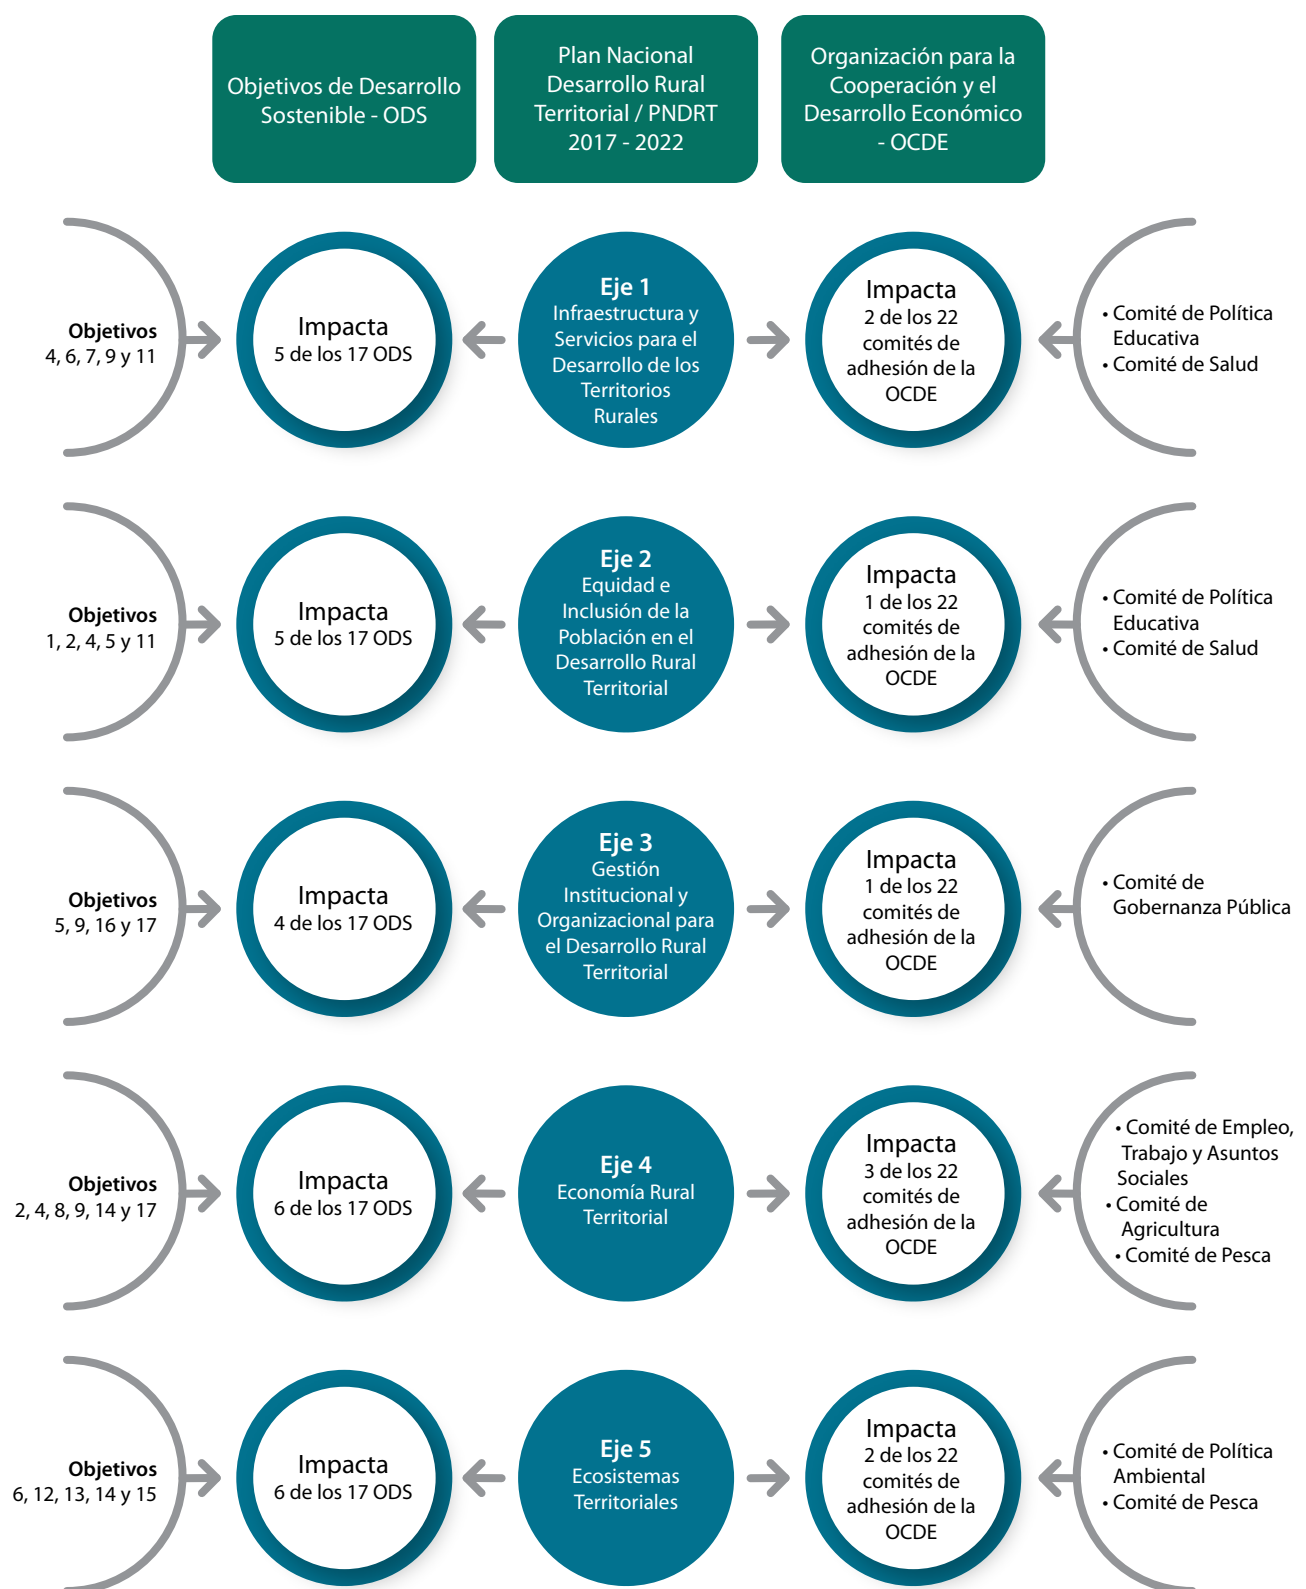 Objetivos de Desarrollo
Sostenible - ODS
Plan Nacional
Desarrollo Rural
Territorial / PNDRT
2017 - 2022
Organización para la
Cooperación y el
Desarrollo Económico
- OCDE
Objetivos
4, 6, 7, 9 y 11
Impacta
5 de los 17 ODS
Eje 1
Infraestructura y
Servicios para el
Desarrollo de los
Territorios
Rurales
Impacta
2 de los 22
comités de
adhesión de la
OCDE
• Comité de Política
Educativa
• Comité de Salud
Objetivos
1, 2, 4, 5 y 11
Impacta
5 de los 17 ODS
Eje 2
Equidad e
Inclusión de la
Población en el
Desarrollo Rural
Territorial
Impacta
1 de los 22
comités de
adhesión de la
OCDE
• Comité de Política
Educativa
• Comité de Salud
Objetivos
5, 9, 16 y 17
Impacta
4 de los 17 ODS
Eje 3
Gestión
Institucional y
Organizacional para
el Desarrollo Rural
Territorial
Impacta
1 de los 22
comités de
adhesión de la
OCDE
• Comité de
Gobernanza Pública
Objetivos
2, 4, 8, 9, 14 y 17
Impacta
6 de los 17 ODS
Eje 4
Economía Rural
Territorial
Impacta
3 de los 22
comités de
adhesión de la
OCDE
• Comité de Empleo,
Trabajo y Asuntos
Sociales
• Comité de
Agricultura
• Comité de Pesca
Objetivos
6, 12, 13, 14 y 15
Impacta
6 de los 17 ODS
Eje 5
Ecosistemas
Territoriales
Impacta
2 de los 22
comités de
adhesión de la
OCDE
• Comité de Política
Ambiental
• Comité de Pesca